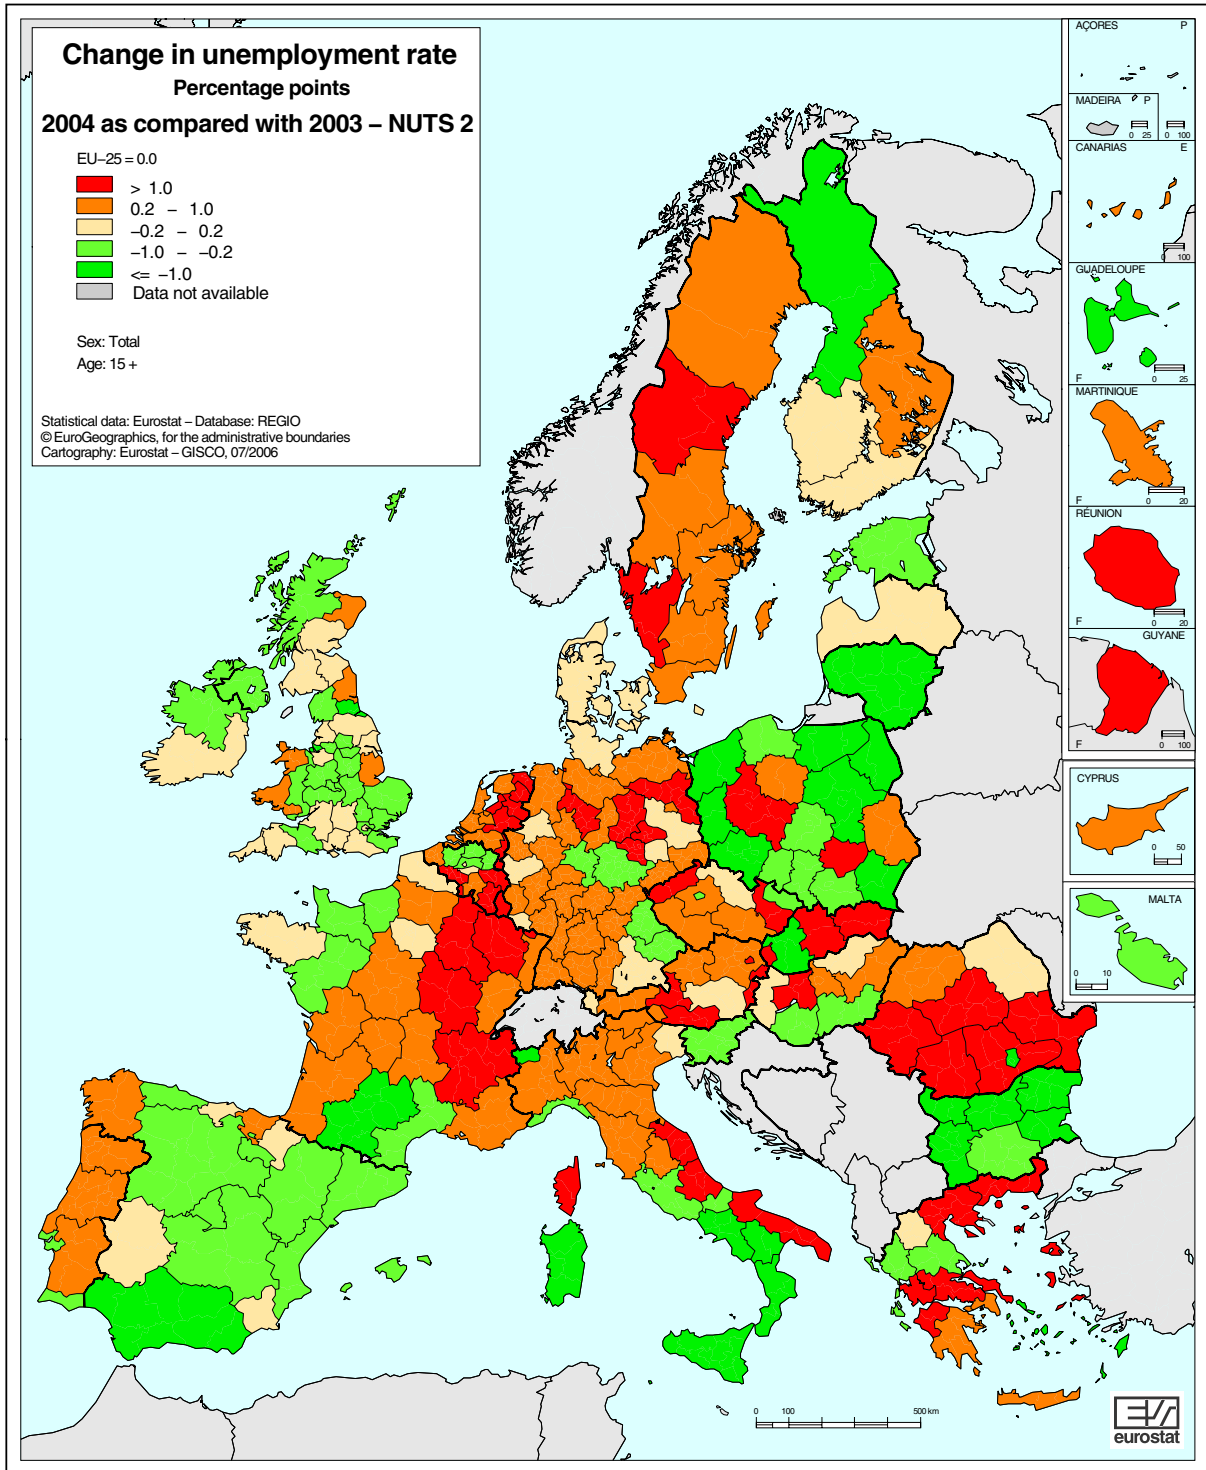 Change in unemployment rate
Percentage points
2004 as compared with 2003 – NUTS 2
EU-25 = 0.0
> 1.0
0.2 – 1.0
−0.2 – 0.2
−1.0 – −0.2
<= −1.0
Data not available
Sex: Total
Age: 15 +
Statistical data: Eurostat – Database: REGIO
© EuroGeographics, for the administrative boundaries
Cartography: Eurostat – GISCO, 07/2006
AÇORES P
MADEIRA P
0 25 0 100
CANARIAS E
0 100
GUADELOUPE
F 0 25
MARTINIQUE
F 0 20
RÉUNION
F 0 20
GUYANE
F 0 100
CYPRUS
0 50
MALTA
0 10
0 100 500 km
eurostat